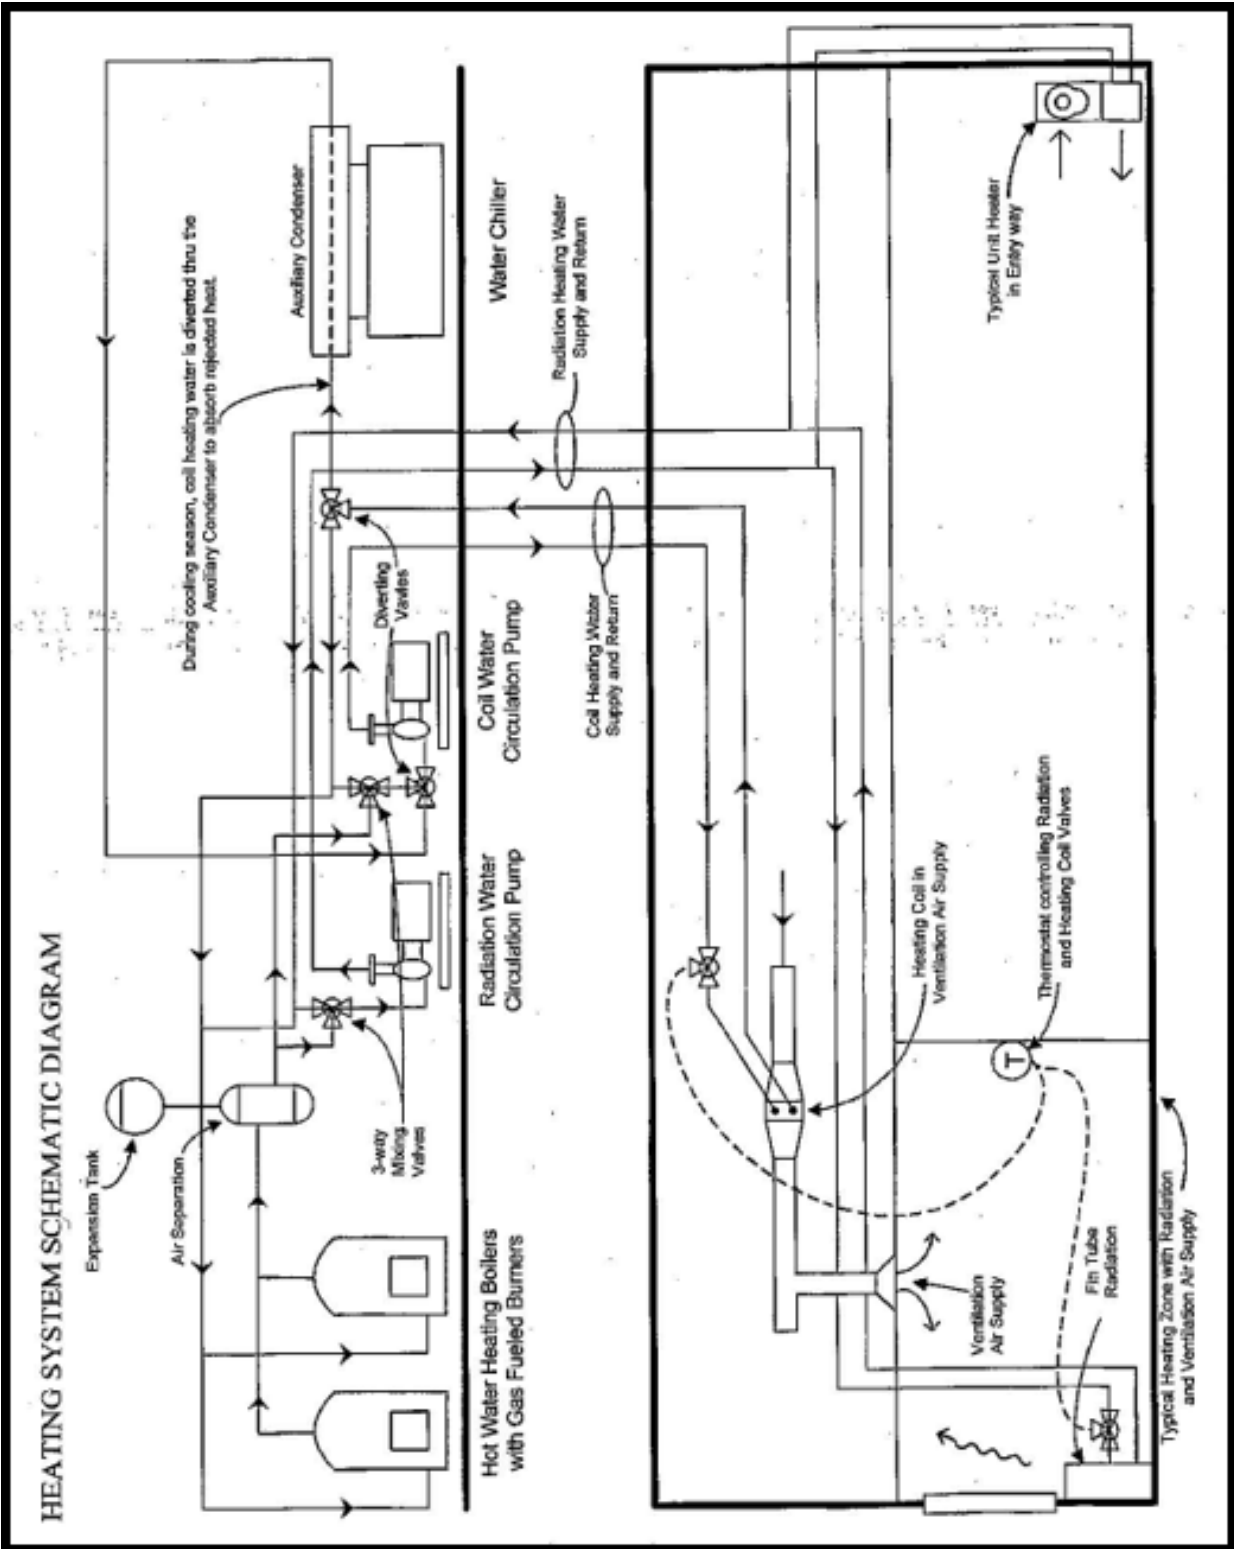 HEATING SYSTEM SCHEMATIC DIAGRAM
Expansion Tank
Air Separation
3-way
Mixing
Valves
During cooling season, coil heating water is diverted thru the
Auxiliary Condenser to absorb rejected heat.
Diverting
Vavles
Auxiliary Condenser
Hot Water Heating Boilers
with Gas Fueled Burners
Radiation Water
Circulation Pump
Coil Water
Circulation Pump
Water Chiller
Coil Heating Water
Supply and Return
Radiation Heating Water
Supply and Return
Heating Coil in
Ventilation Air Supply
Ventilation
Air Supply
Thermostat controlling Radiation
and Heating Coil Valves
T
Fin Tube
Radiation
Typical Unit Heater
in Entry way
Typical Heating Zone with Radiation
and Ventilation Air Supply